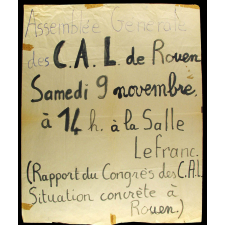 Assemblée Générale
des C.A.L. de Rouen
Samedi 9 novembre.
à 14 h. à la Salle
Lefranc.
(Rapport du Congrès des C.A.L
Situation concrète à
Rouen.)